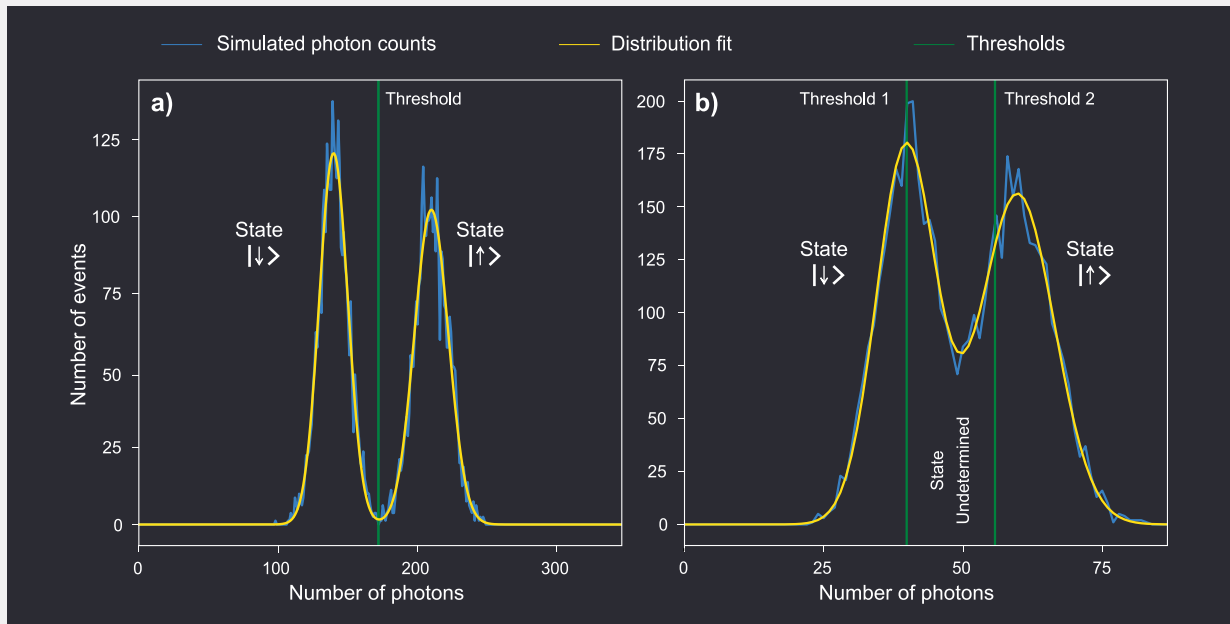 Simulated photon counts
Distribution fit
Thresholds
a)
Threshold
125
100
75
50
25
0
State
|↓>
State
|↑>
0
100
200
300
Number of photons
Number of events
b)
Threshold 1
Threshold 2
200
175
150
125
100
75
50
25
0
State
|↓>
State
|↑>
State
Undetermined
0
25
50
75
Number of photons